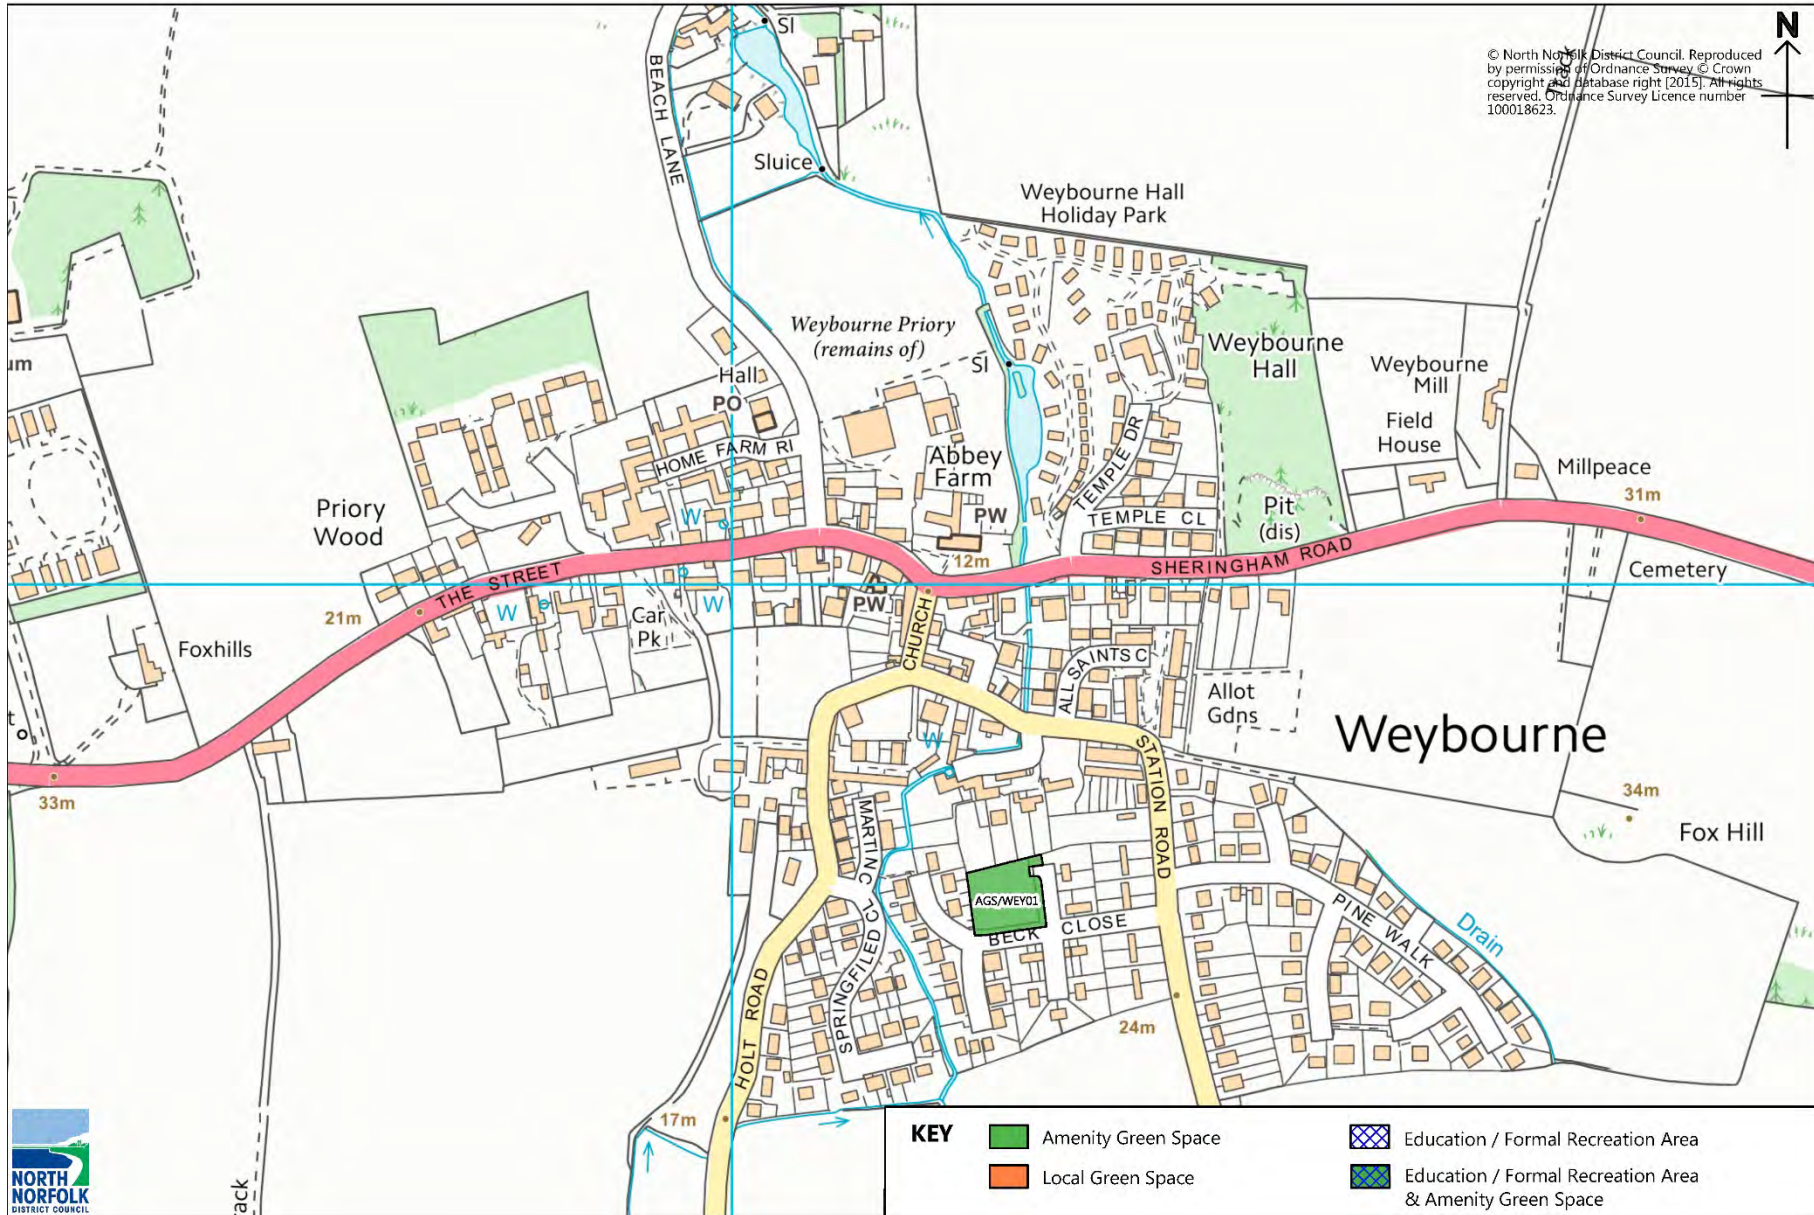 N
© North Norfolk District Council. Reproduced
by permission of Ordnance Survey © Crown
copyright and database right [2015]. All rights
reserved. Ordnance Survey Licence number
100018623.
Track
SI
BEACH LANE
Sluice
Weybourne Hall
Holiday Park
Weybourne Priory
(remains of)
SI
Weybourne
Hall
Weybourne
Mill
Field
House
Hall
PO
HOME FARM RI
Abbey
Farm
PW
TEMPLE DR
TEMPLE CL
Pit
(dis)
Millpeace
31m
Priory
Wood
W
12m
SHERINGHAM ROAD
Cemetery
THE STREET
21m
W
Car
Pk
W
PW
CHURCH
Foxhills
ALL SAINTS C
Allot
Gdns
Weybourne
33m
W
STATION ROAD
34m
Fox Hill
MARTIN C
AGS/WEY01
BECK CLOSE
PINE WALK
Drain
SPRINGFILED CL
HOLT ROAD
24m
17m
um
t
ack
NORTH
NORFOLK
DISTRICT COUNCIL
KEY
Amenity Green Space
Education / Formal Recreation Area
Local Green Space
Education / Formal Recreation Area
& Amenity Green Space